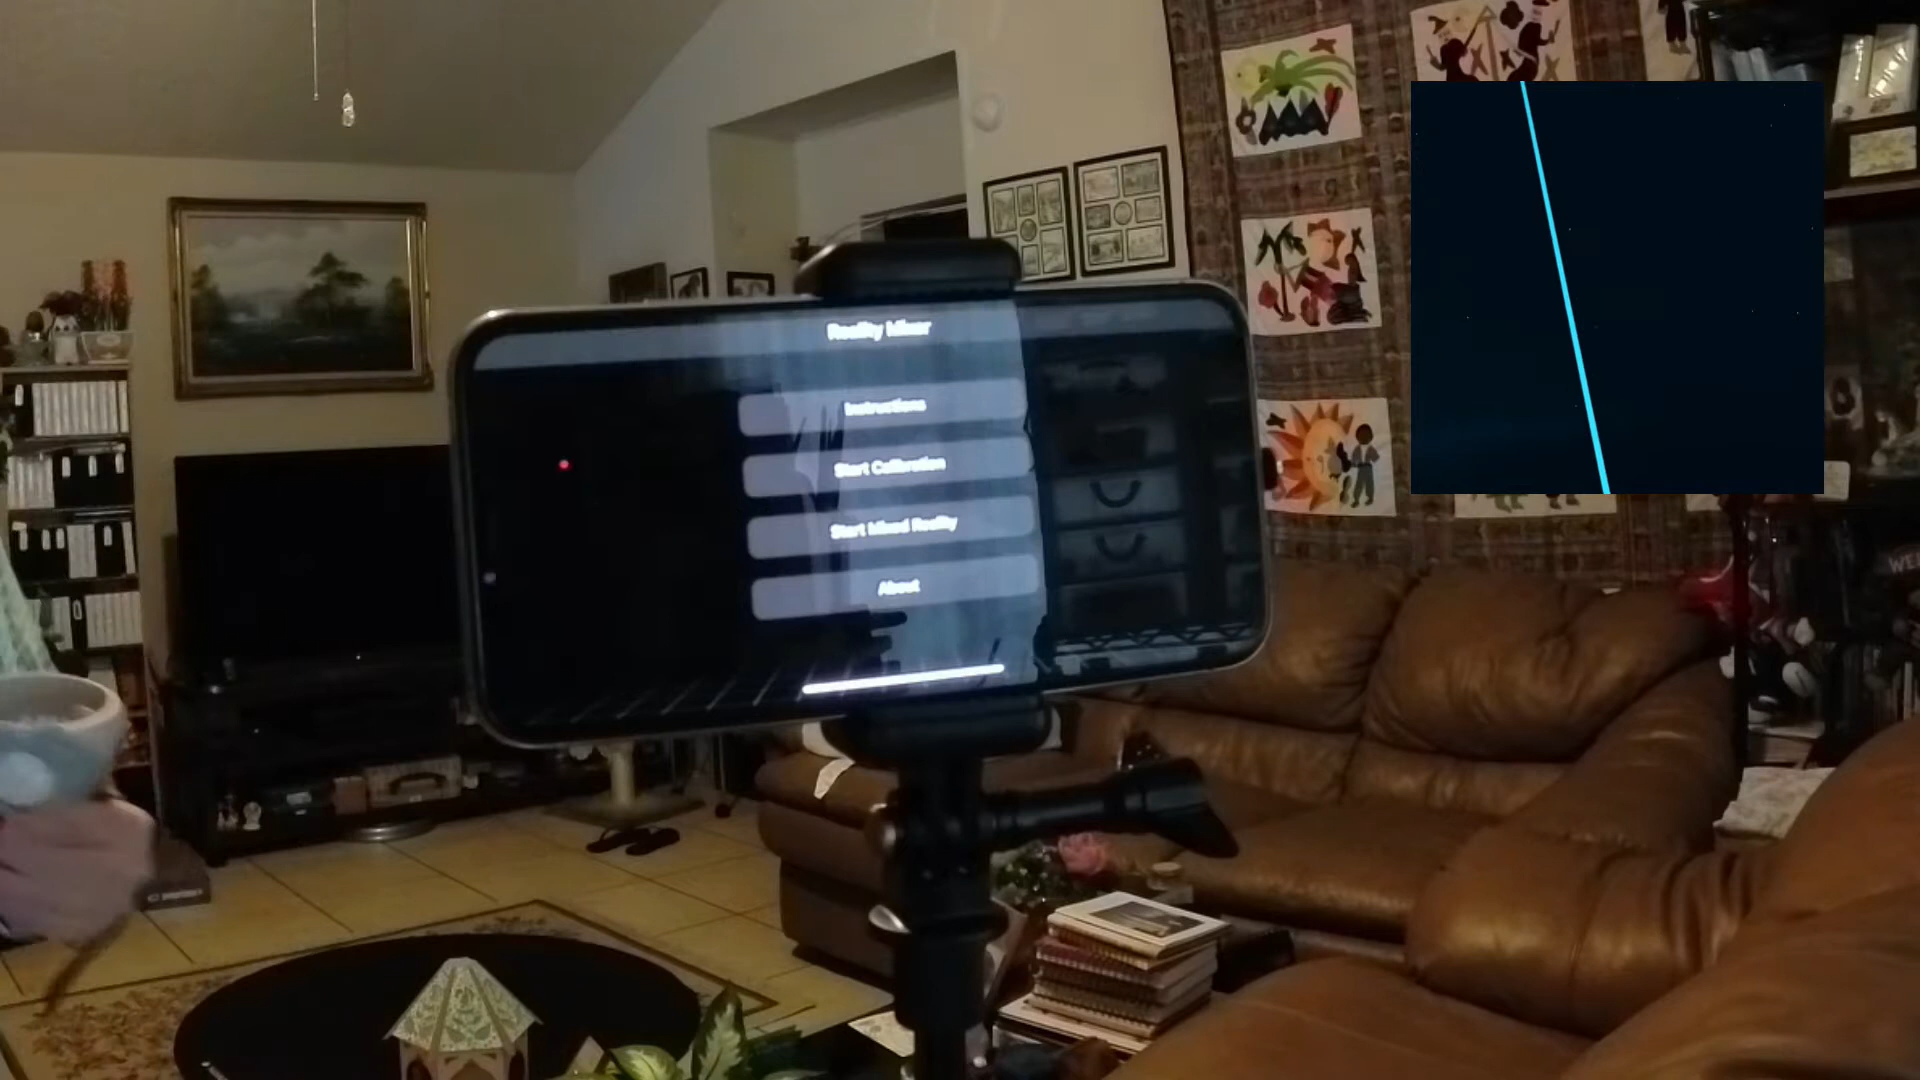 Reality Mixer
Instructions
Start Calibration
Start Mixed Reality
About